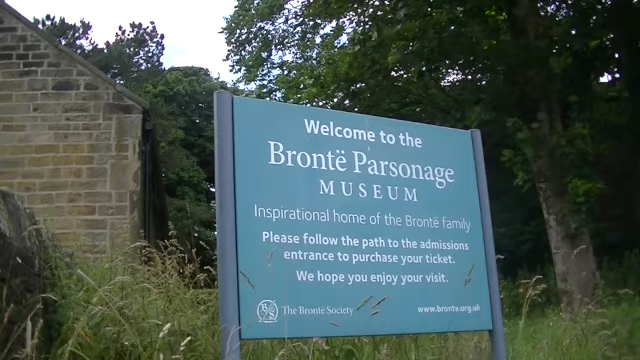 Welcome to the
Brontë Parsonage
MUSEUM
Inspirational home of the Brontë family
Please follow the path to the admissions
entrance to purchase your ticket.
We hope you enjoy your visit.
The Brontë Society www.bronte.org.uk